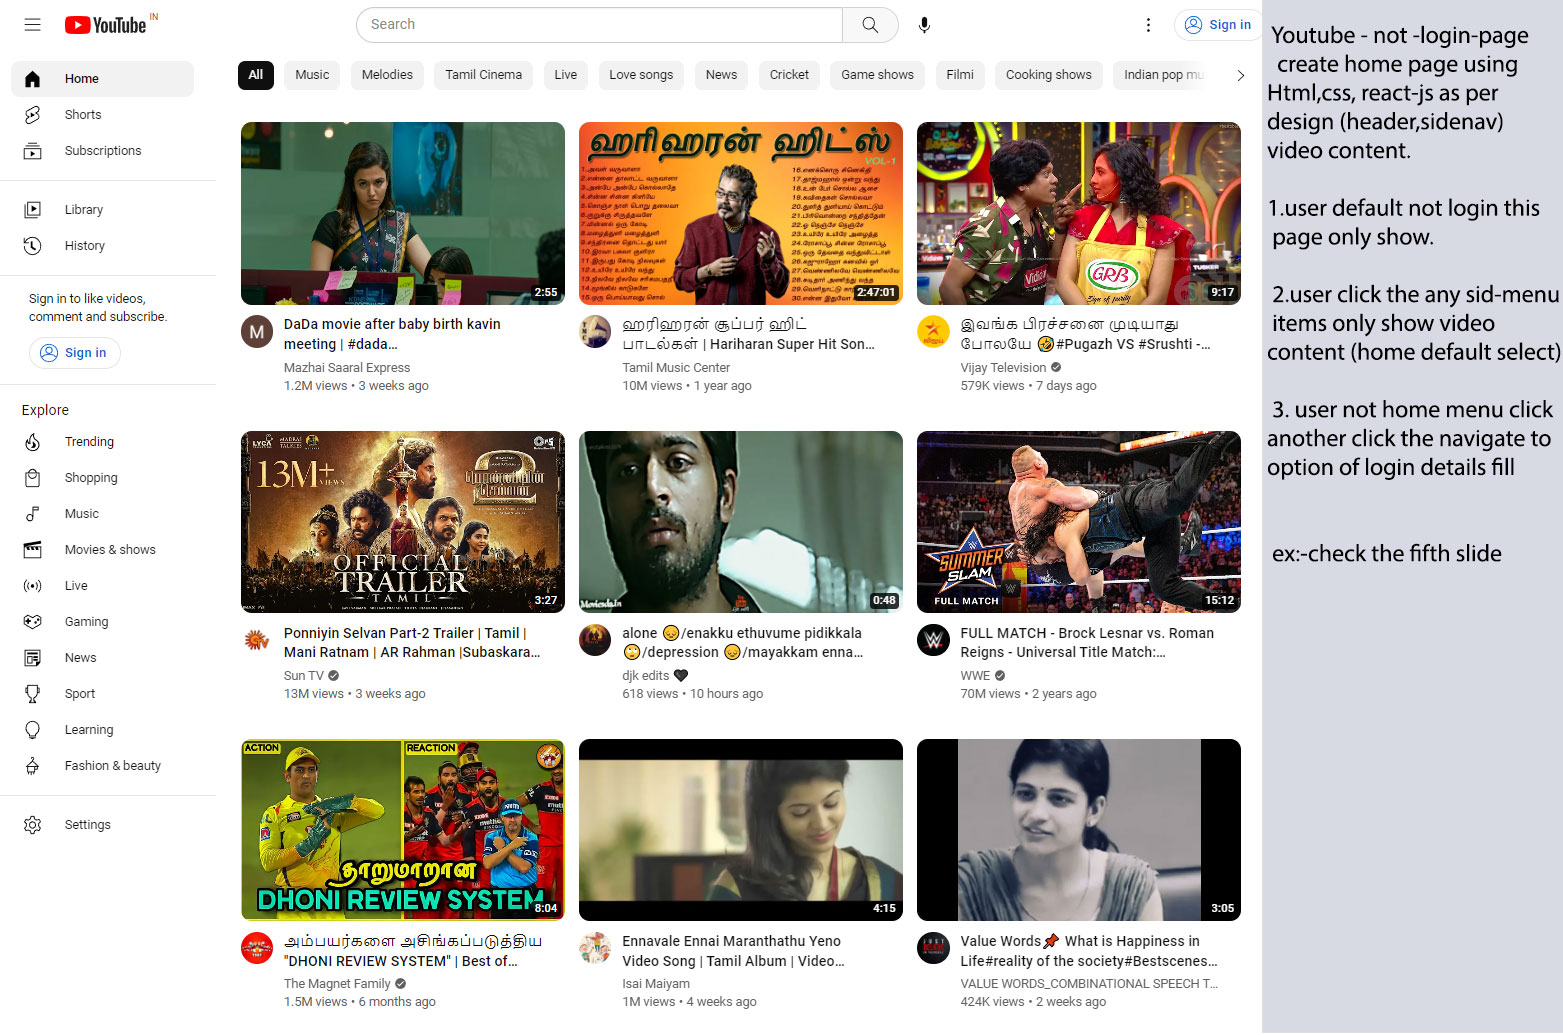 YouTube IN
Search
Sign in
Home
Shorts
Subscriptions
Library
History
Sign in to like videos,
comment and subscribe.
Sign in
Explore
Trending
Shopping
Music
Movies & shows
Live
Gaming
News
Sport
Learning
Fashion & beauty
Settings
All
Music
Melodies
Tamil Cinema
Live
Love songs
News
Cricket
Game shows
Filmi
Cooking shows
Indian pop mu
2:55
DaDa movie after baby birth kavin
meeting | #dada...
Mazhai Saaral Express
1.2M views • 3 weeks ago
ஹரிஹரன் ஹிட்ஸ்
VOL-1
2:47:01
ஹரிஹரன் சூப்பர் ஹிட்
பாடல்கள் | Hariharan Super Hit Son...
Tamil Music Center
10M views • 1 year ago
GRB
9:17
இவங்க பிரச்சனை முடியாது
போலயே 🤣#Pugazh VS #Srushti -...
Vijay Television
579K views • 7 days ago
LYCA
13M+ VIEWS
2
OFFICIAL
TRAILER
TAMIL
3:27
Ponniyin Selvan Part-2 Trailer | Tamil |
Mani Ratnam | AR Rahman |Subaskara...
Sun TV
13M views • 3 weeks ago
0:48
alone 😞/enakku ethuvume pidikkala
🙄/depression 😞/mayakkam enna...
djk edits 🖤
618 views • 10 hours ago
SUMMER
SLAM
FULL MATCH
15:12
FULL MATCH - Brock Lesnar vs. Roman
Reigns - Universal Title Match:...
WWE
70M views • 2 years ago
ACTION
REACTION
தாறுமாறான
DHONI REVIEW SYSTEM
8:04
அம்பயர்களை அசிங்கப்படுத்திய
"DHONI REVIEW SYSTEM" | Best of...
The Magnet Family
1.5M views • 6 months ago
4:15
Ennavale Ennai Maranthathu Yeno
Video Song | Tamil Album | Video...
Isai Maiyam
1M views • 4 weeks ago
3:05
Value Words📌 What is Happiness in
Life#reality of the society#Bestscenes...
VALUE WORDS_COMBINATIONAL SPEECH T...
424K views • 2 weeks ago
Youtube - not -login-page
create home page using
Html,css, react-js as per
design (header,sidenav)
video content.
1.user default not login this
page only show.
2.user click the any sid-menu
items only show video
content (home default select)
3. user not home menu click
another click the navigate to
option of login details fill
ex:-check the fifth slide